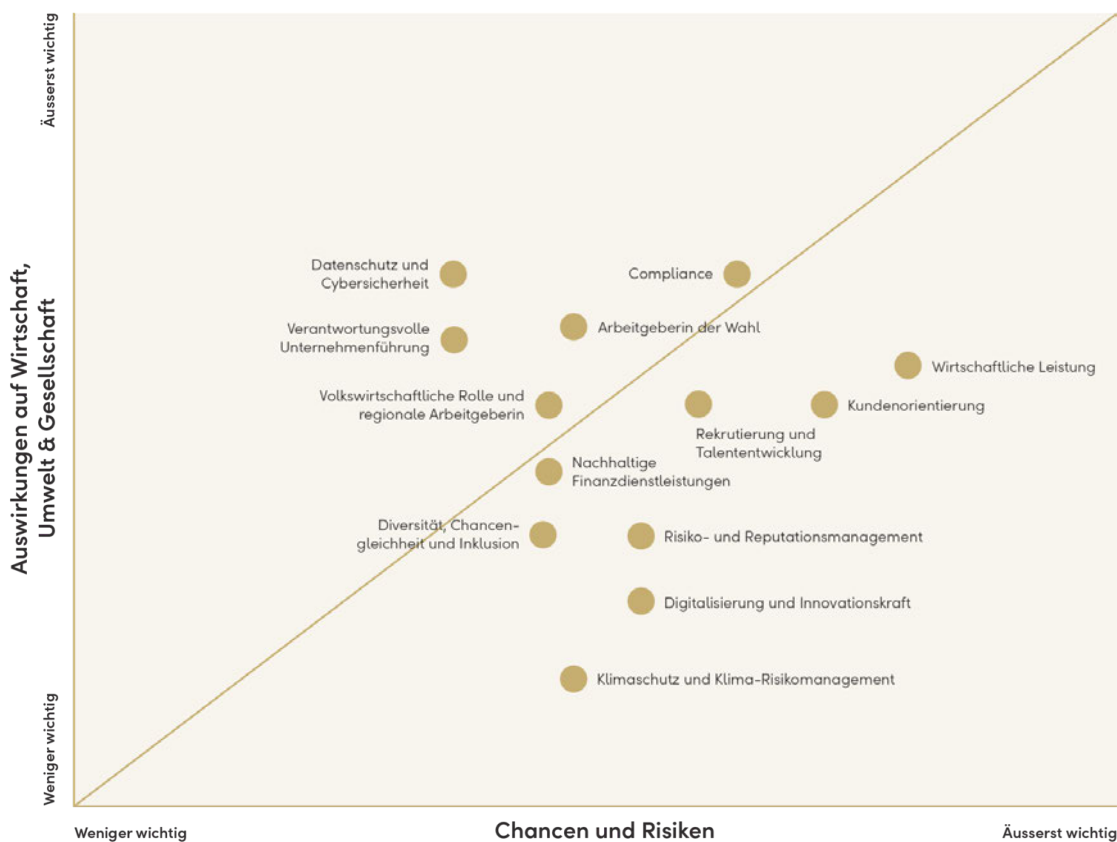 Äusserst wichtig
Auswirkungen auf Wirtschaft,
Umwelt & Gesellschaft
Weniger wichtig
Datenschutz und
Cybersicherheit
Compliance
Verantwortungsvolle
Unternehmenführung
Arbeitgeberin der Wahl
Wirtschaftliche Leistung
Volkswirtschaftliche Rolle und
regionale Arbeitgeberin
Kundenorientierung
Rekrutierung und
Talententwicklung
Nachhaltige
Finanzdienstleistungen
Diversität, Chancen-
gleichheit und Inklusion
Risiko- und Reputationsmanagement
Digitalisierung und Innovationskraft
Klimaschutz und Klima-Risikomanagement
Weniger wichtig
Chancen und Risiken
Äusserst wichtig